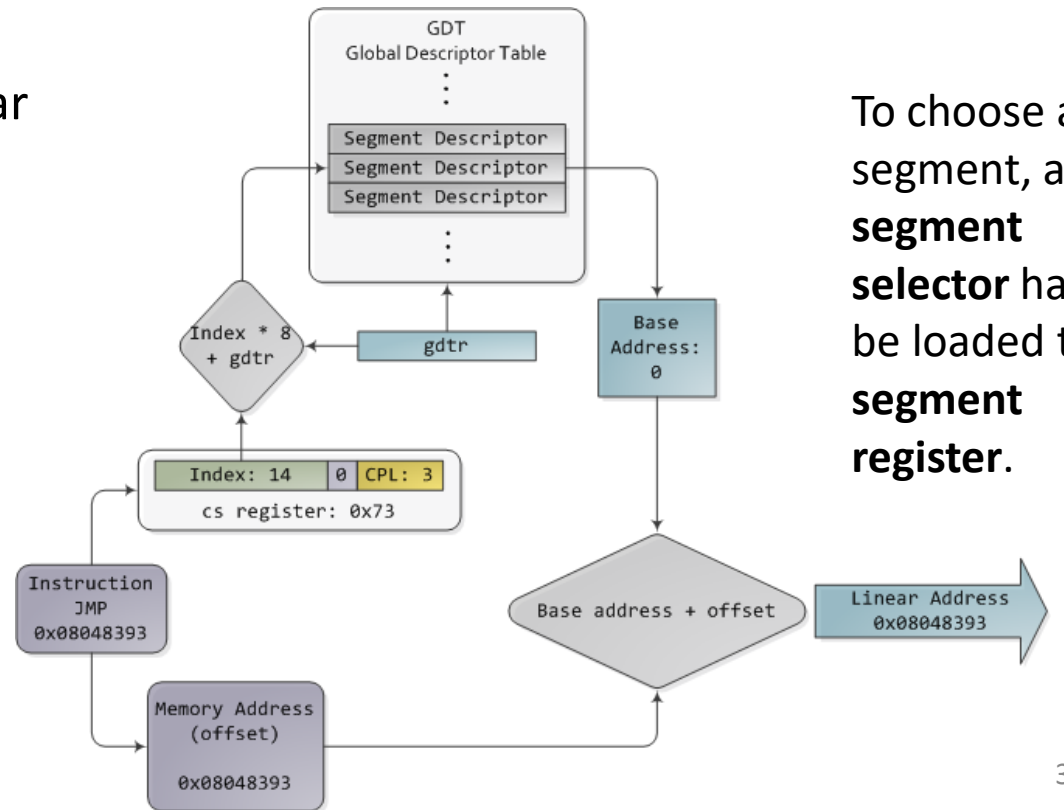 ar
GDT
Global Descriptor Table
Segment Descriptor
Segment Descriptor
Segment Descriptor
Index * 8
+ gdtr
gdtr
Base
Address:
0
Index: 14 0 CPL: 3
cs register: 0x73
Instruction
JMP
0x08048393
Memory Address
(offset)
0x08048393
Base address + offset
Linear Address
0x08048393
To choose a
segment, a
segment
selector ha
be loaded t
segment
register.
3